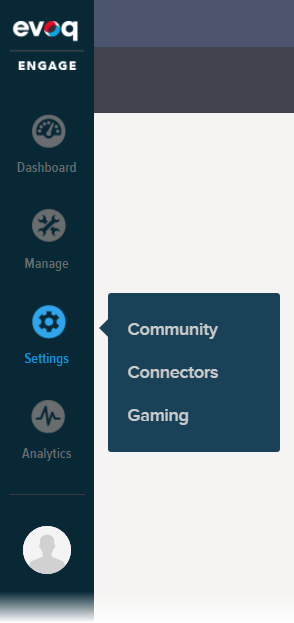 evoq
ENGAGE
Dashboard
Manage
Settings
Community
Connectors
Gaming
Analytics